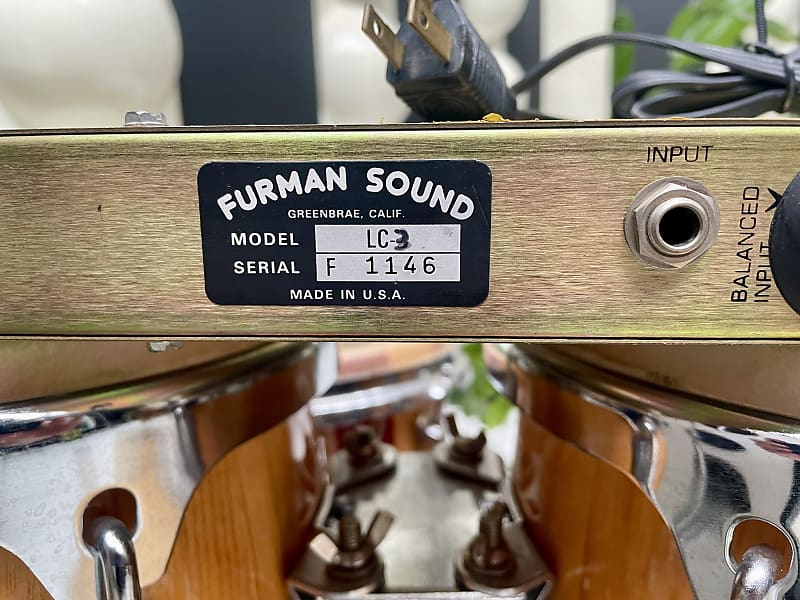 FURMAN SOUND
GREENBRAE, CALIF.
MODEL LC-3
SERIAL F 1146
MADE IN U.S.A.
INPUT
BALANCED
INPUT